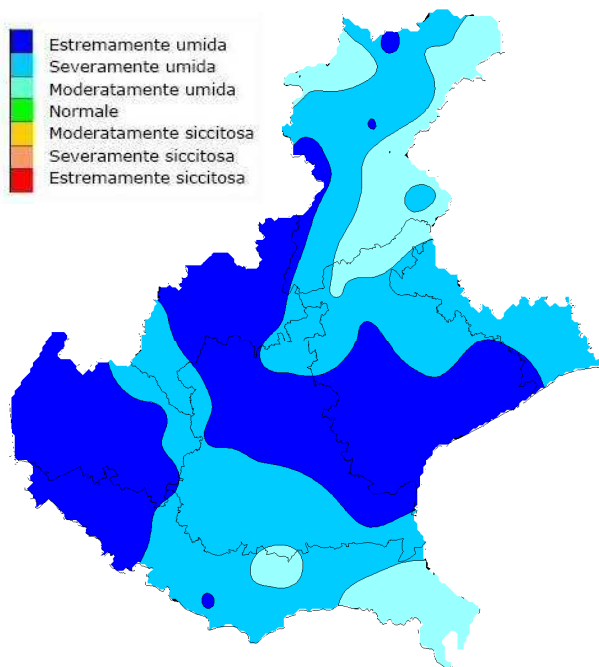 Estremamente umida
Severamente umida
Moderatamente umida
Normale
Moderatamente siccitosa
Severamente siccitosa
Estremamente siccitosa